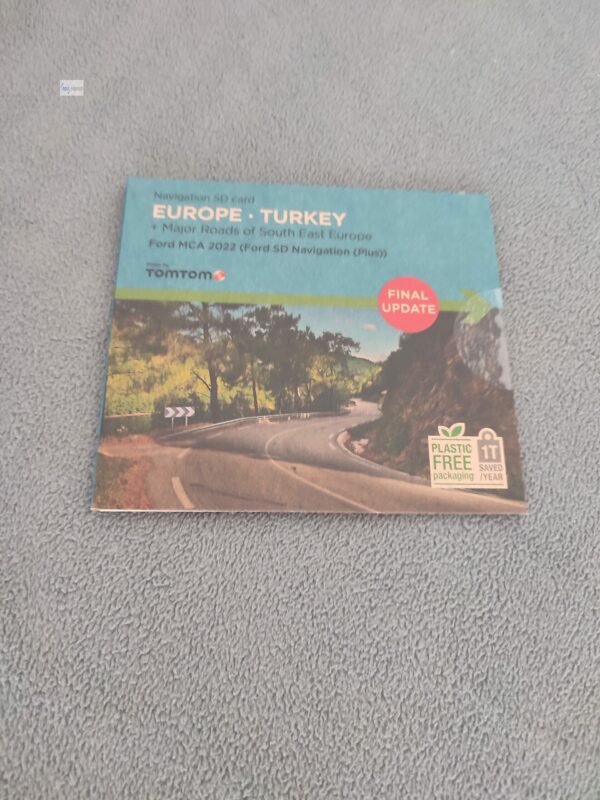 Navigation SD card
EUROPE · TURKEY
+ Major Roads of South East Europe
Ford MCA 2022 (Ford SD Navigation (Plus))
TOMTOM
FINAL
UPDATE
PLASTIC
FREE
packaging
1T
SAVED
/YEAR